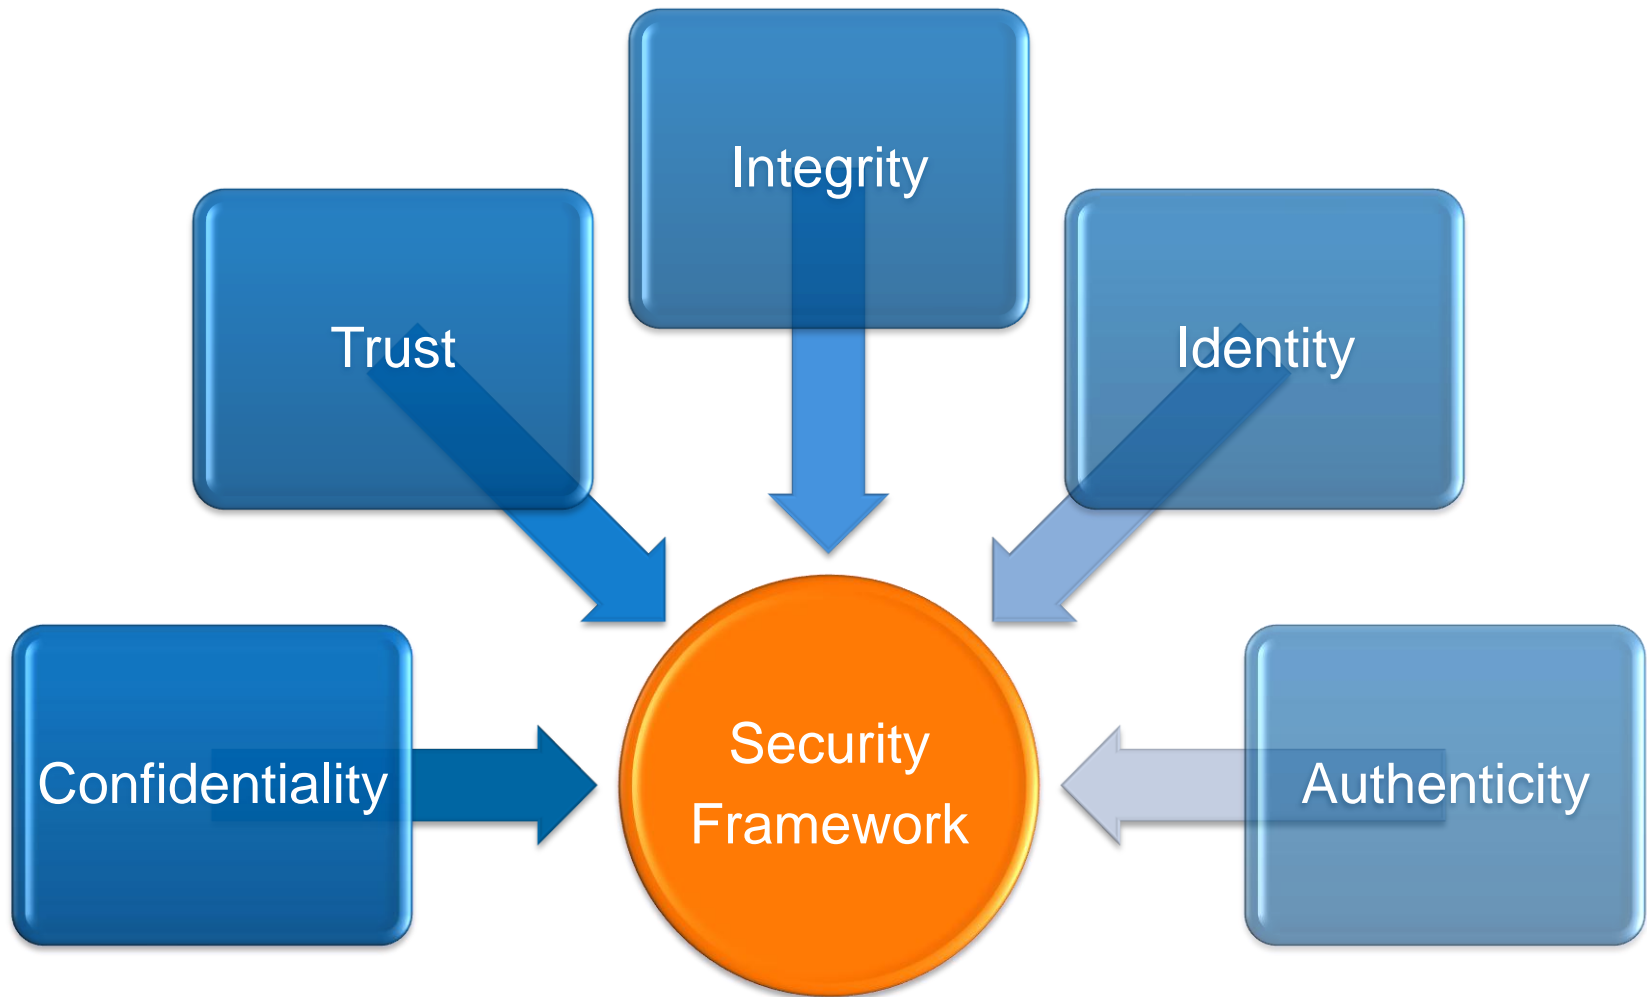 Integrity
Trust
Identity
Confidentiality
Security
Framework
Authenticity